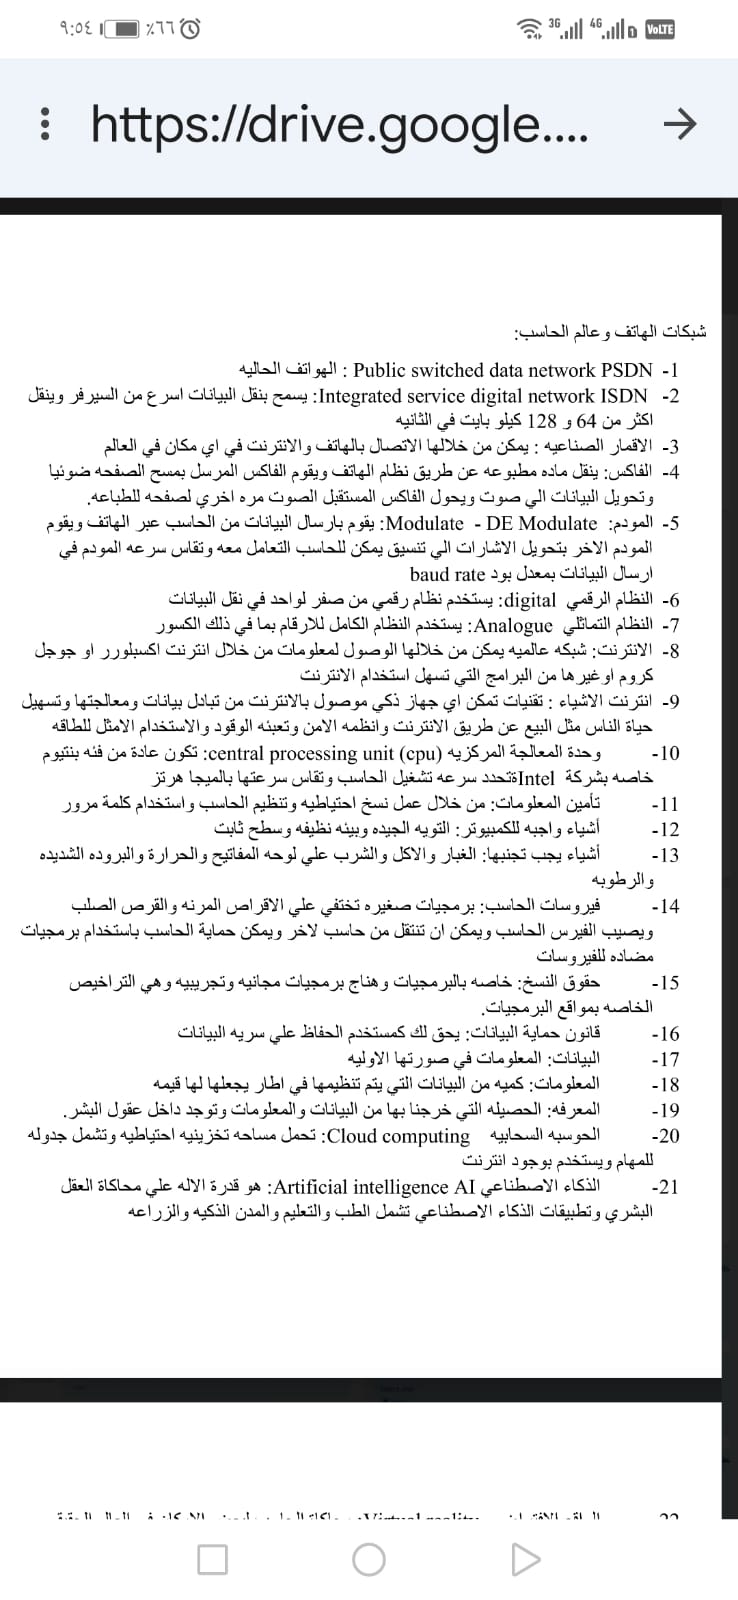 ٩:٥٤ ٪٦٦ 3G 4G 1 VoLTE
https://drive.google....
شبكات الهاتف وعالم الحاسب:
1- Public switched data network PSDN : الهواتف الحاليه
2- Integrated service digital network ISDN: يسمح بنقل البيانات اسرع من السيرفر وينقل
اكثر من 64 و 128 كيلو بايت في الثانيه
3- الاقمار الصناعيه : يمكن من خلالها الاتصال بالهاتف والانترنت في اي مكان في العالم
4- الفاكس: ينقل ماده مطبوعه عن طريق نظام الهاتف ويقوم الفاكس المرسل بمسح الصفحه ضوئيا
وتحويل البيانات الي صوت ويحول الفاكس المستقبل الصوت مره اخري لصفحه للطباعه.
5- المودم: Modulate - DE Modulate: يقوم بارسال البيانات من الحاسب عبر الهاتف ويقوم
المودم الاخر بتحويل الاشارات الي تنسيق يمكن للحاسب التعامل معه وتقاس سرعه المودم في
ارسال البيانات بمعدل بود baud rate
6- النظام الرقمي digital: يستخدم نظام رقمي من صفر لواحد في نقل البيانات
7- النظام التماثلي Analogue: يستخدم النظام الكامل للارقام بما في ذلك الكسور
8- الانترنت: شبكه عالميه يمكن من خلالها الوصول لمعلومات من خلال انترنت اكسبلورر او جوجل
كروم او غيرها من البرامج التي تسهل استخدام الانترنت
9- انترنت الاشياء : تقنيات تمكن اي جهاز ذكي موصول بالانترنت من تبادل بيانات ومعالجتها وتسهيل
حياة الناس مثل البيع عن طريق الانترنت وانظمه الامن وتعبئه الوقود والاستخدام الامثل للطاقه
10- وحدة المعالجة المركزيه central processing unit (cpu): تكون عادة من فئه بنتيوم
خاصه بشركة Intelةتحدد سرعه تشغيل الحاسب وتقاس سرعتها بالميجا هرتز
11- تأمين المعلومات: من خلال عمل نسخ احتياطيه وتنظيم الحاسب واستخدام كلمة مرور
12- أشياء واجبه للكمبيوتر: التويه الجيده وبيئه نظيفه وسطح ثابت
13- أشياء يجب تجنبها: الغبار والاكل والشرب علي لوحه المفاتيح والحرارة والبروده الشديده
والرطوبه
14- فيروسات الحاسب: برمجيات صغيره تختفي علي الاقراص المرنه والقرص الصلب
ويصيب الفيرس الحاسب ويمكن ان تنتقل من حاسب لاخر ويمكن حماية الحاسب باستخدام برمجيات
مضاده للفيروسات
15- حقوق النسخ: خاصه بالبرمجيات وهناج برمجيات مجانيه وتجريبيه وهي التراخيص
الخاصه بمواقع البرمجيات.
16- قانون حماية البيانات: يحق لك كمستخدم الحفاظ علي سريه البيانات
17- البيانات: المعلومات في صورتها الاوليه
18- المعلومات: كميه من البيانات التي يتم تنظيمها في اطار يجعلها لها قيمه
19- المعرفه: الحصيله التي خرجنا بها من البيانات والمعلومات وتوجد داخل عقول البشر.
20- الحوسبه السحابيه Cloud computing: تحمل مساحه تخزينيه احتياطيه وتشمل جدوله
للمهام ويستخدم بوجود انترنت
21- الذكاء الاصطناعي Artificial intelligence AI: هو قدرة الاله علي محاكاة العقل
البشري وتطبيقات الذكاء الاصطناعي تشمل الطب والتعليم والمدن الذكيه والزراعه